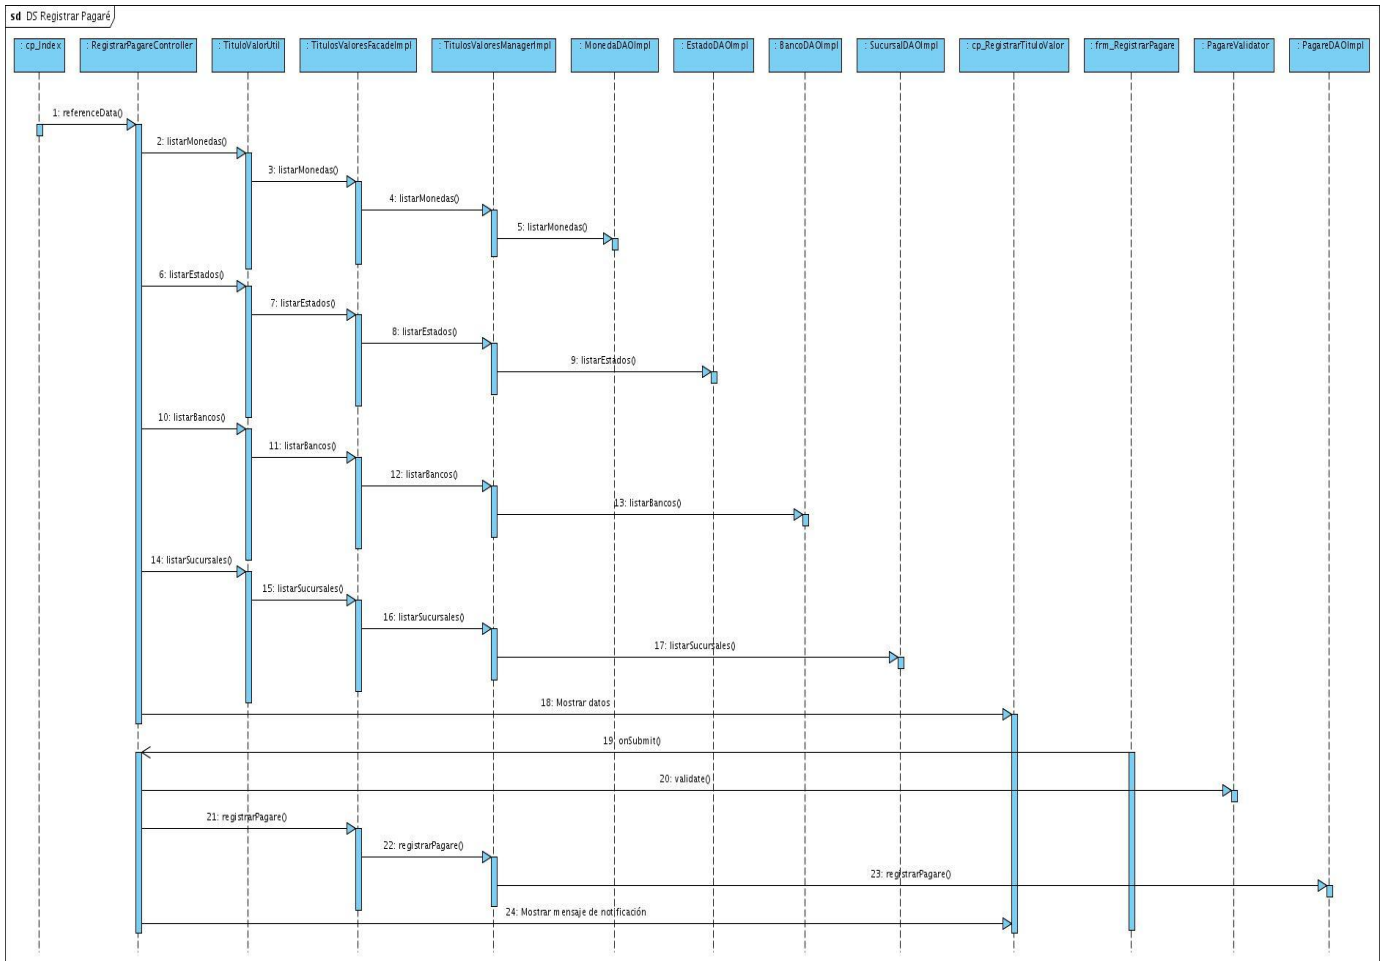 sd DS Registrar Pagaré
: cp_Index
: RegistrarPagareController
: TituloValorUtil
: TitulosValoresFacadeImpl
: TitulosValoresManagerImpl
: MonedaDAOImpl
: EstadoDAOImpl
: BancoDAOImpl
: SucursalDAOImpl
: cp_RegistrarTituloValor
: frm_RegistrarPagare
: PagareValidator
: PagareDAOImpl
1: referenceData()
2: listarMonedas()
3: listarMonedas()
4: listarMonedas()
5: listarMonedas()
6: listarEstados()
7: listarEstados()
8: listarEstados()
9: listarEstados()
10: listarBancos()
11: listarBancos()
12: listarBancos()
13: listarBancos()
14: listarSucursales()
15: listarSucursales()
16: listarSucursales()
17: listarSucursales()
18: Mostrar datos
19: onSubmit()
20: validate()
21: registrarPagare()
22: registrarPagare()
23: registrarPagare()
24: Mostrar mensaje de notificación